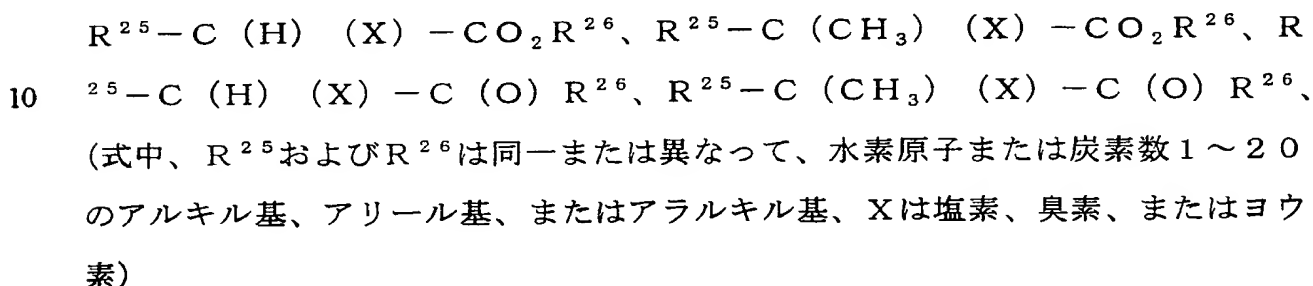 R²⁵－C（H）（X）－CO₂R²⁶、R²⁵－C（CH₃）（X）－CO₂R²⁶、R
10 ²⁵－C（H）（X）－C（O）R²⁶、R²⁵－C（CH₃）（X）－C（O）R²⁶、
(式中、R²⁵およびR²⁶は同一または異なって、水素原子または炭素数１～２０
のアルキル基、アリール基、またはアラルキル基、Xは塩素、臭素、またはヨウ
素)